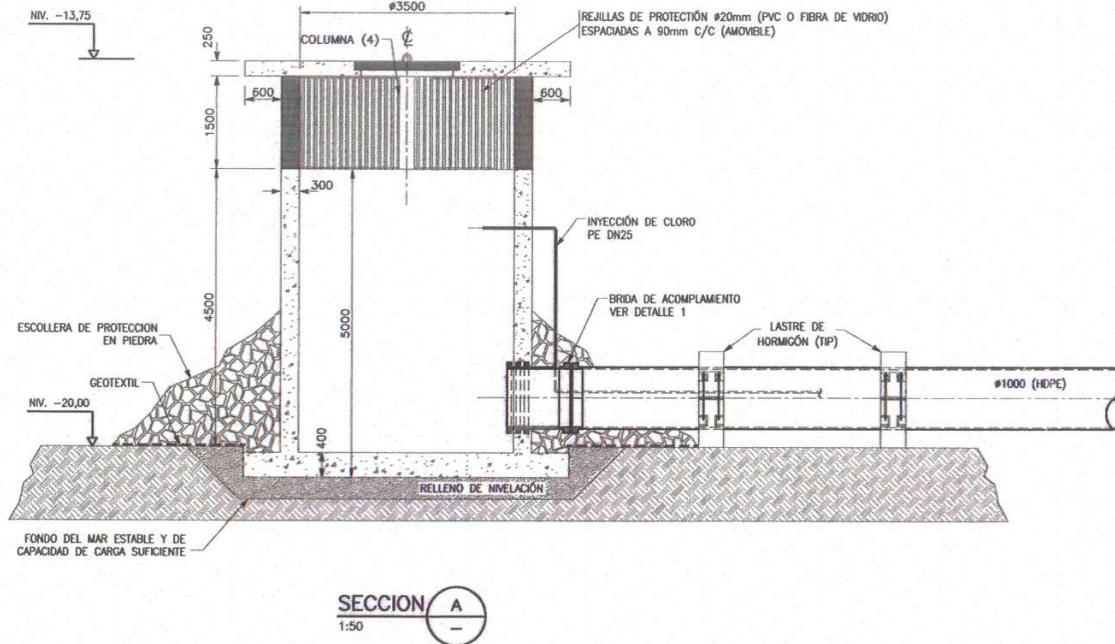 NIV. -13,75
ø3500
REJILLAS DE PROTECCIÓN ø20mm (PVC O FIBRA DE VIDRIO)
ESPACIADAS A 90mm C/C (AMOVIBLE)
COLUMNA (4)
250
600
600
1500
300
INYECCIÓN DE CLORO
PE DN25
4500
5000
BRIDA DE ACOMPLAMIENTO
VER DETALLE 1
LASTRE DE
HORMIGÓN (TIP)
ESCOLLERA DE PROTECCION
EN PIEDRA
GEOTEXTIL
ø1000 (HDPE)
NIV. -20,00
400
RELLENO DE NIVELACIÓN
FONDO DEL MAR ESTABLE Y DE
CAPACIDAD DE CARGA SUFICIENTE
SECCION A
1:50 –